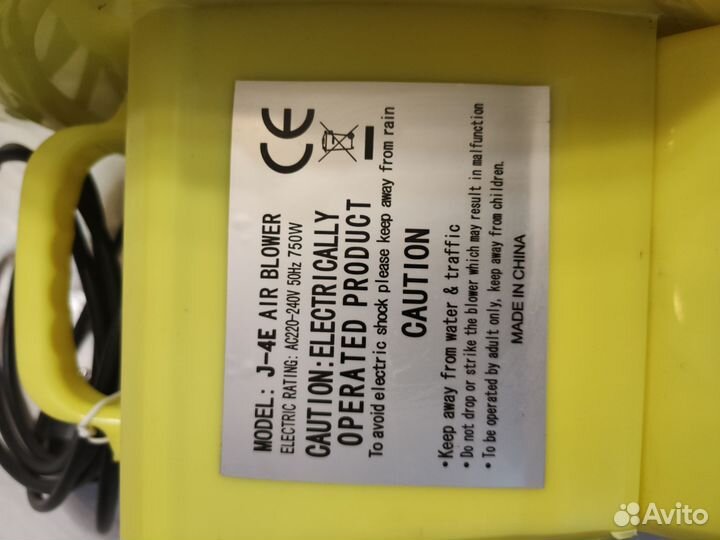 CE
MODEL: J-4E AIR BLOWER
ELECTRIC RATING: AC220-240V 50Hz 750W
CAUTION:ELECTRICALLY
OPERATED PRODUCT
To avoid electric shock please keep away from rain
CAUTION
•Keep away from water & traffic
• Do not drop or strike the blower which may result in malfunction
• To be operated by adult only, keep away from children.
MADE IN CHINA
Avito